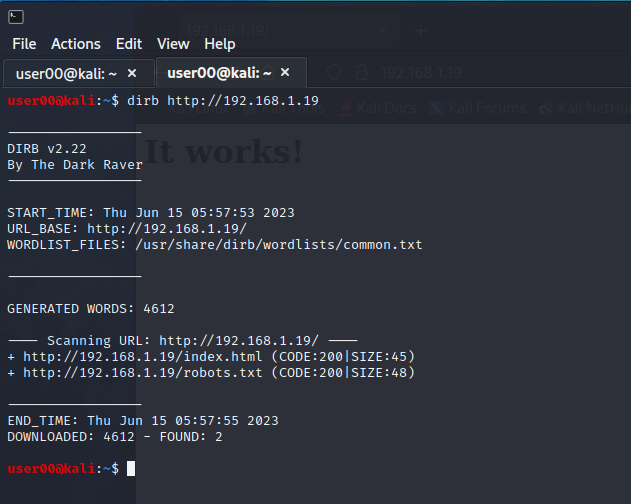 File Actions Edit View Help
user00@kali: ~ × user00@kali: ~ ×
192.168.1.19/
192.168.1.19
Kali Tools Kali Docs Kali Forums Kali NetHu
user00@kali:~$ dirb http://192.168.1.19
It works!
-----------------
DIRB v2.22
By The Dark Raver
-----------------
START_TIME: Thu Jun 15 05:57:53 2023
URL_BASE: http://192.168.1.19/
WORDLIST_FILES: /usr/share/dirb/wordlists/common.txt
-----------------
GENERATED WORDS: 4612
---- Scanning URL: http://192.168.1.19/ ----
+ http://192.168.1.19/index.html (CODE:200|SIZE:45)
+ http://192.168.1.19/robots.txt (CODE:200|SIZE:48)
-----------------
END_TIME: Thu Jun 15 05:57:55 2023
DOWNLOADED: 4612 - FOUND: 2
user00@kali:~$